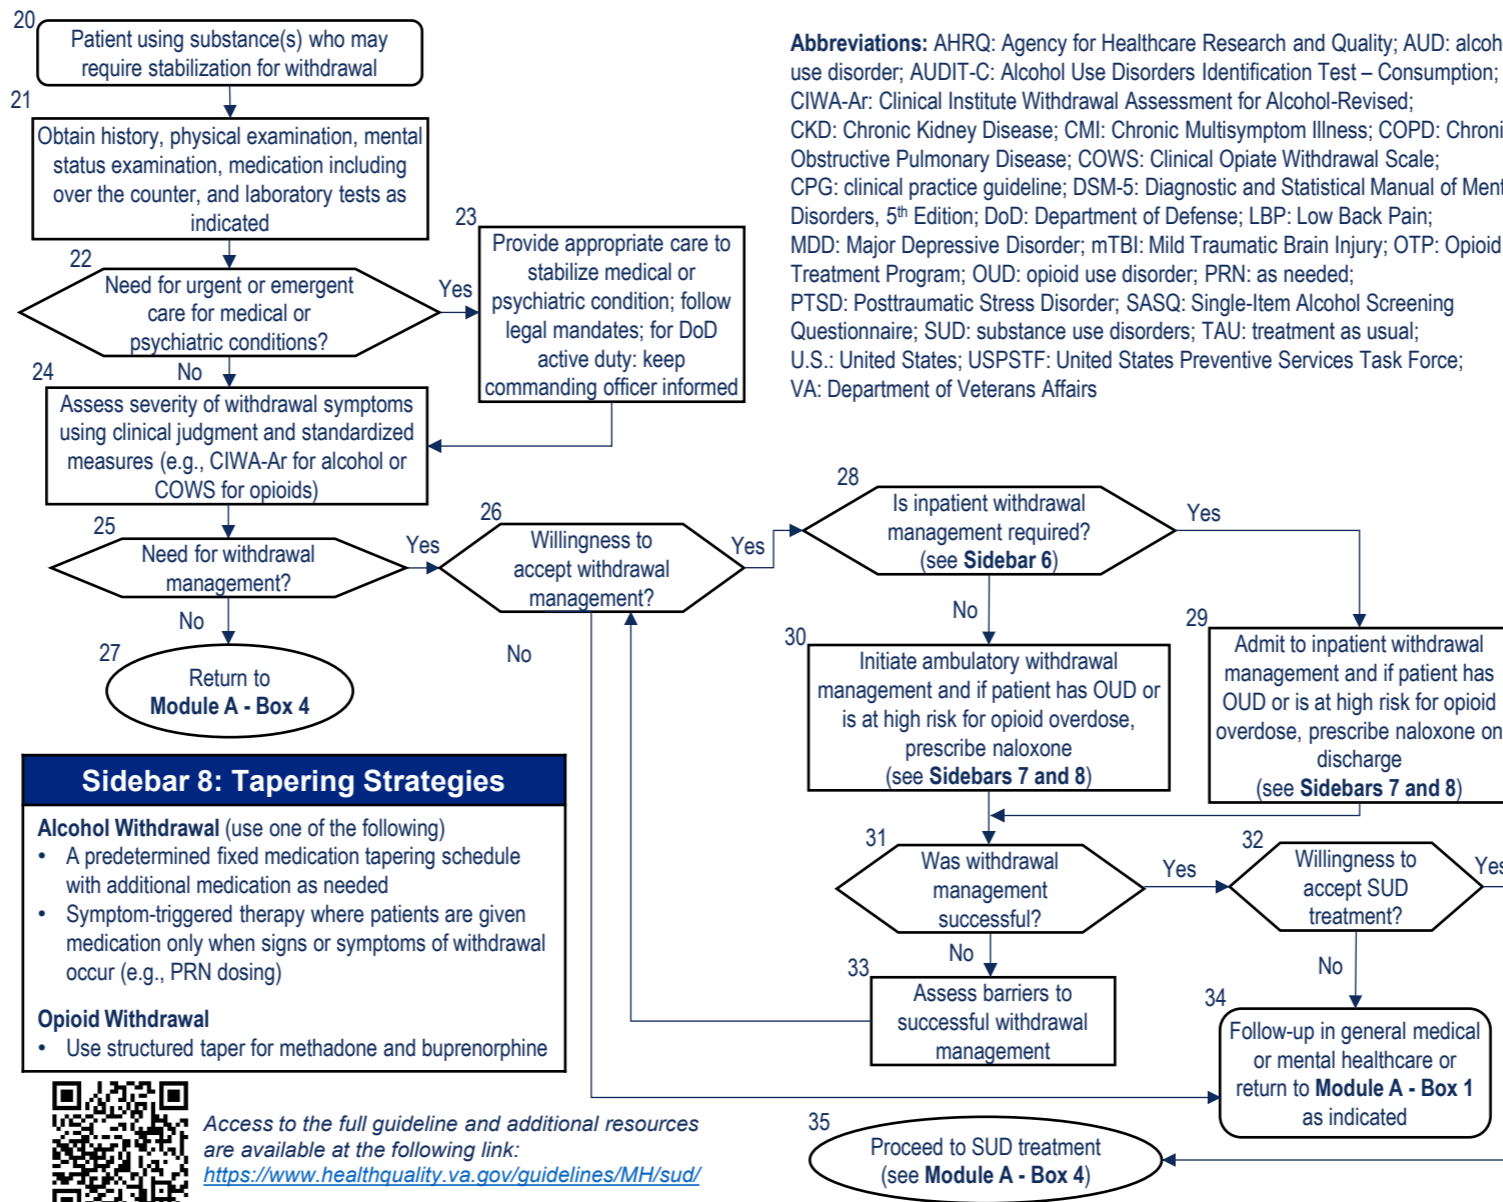 20
Patient using substance(s) who may
require stabilization for withdrawal
21
Obtain history, physical examination, mental
status examination, medication including
over the counter, and laboratory tests as
indicated
22
Need for urgent or emergent
care for medical or
psychiatric conditions?
Yes
No
23
Provide appropriate care to
stabilize medical or
psychiatric condition; follow
legal mandates; for DoD
active duty: keep
commanding officer informed
24
Assess severity of withdrawal symptoms
using clinical judgment and standardized
measures (e.g., CIWA-Ar for alcohol or
COWS for opioids)
25
Need for withdrawal
management?
Yes
No
26
Willingness to
accept withdrawal
management?
Yes
No
27
Return to
Module A - Box 4
Abbreviations: AHRQ: Agency for Healthcare Research and Quality; AUD: alcoh
use disorder; AUDIT-C: Alcohol Use Disorders Identification Test – Consumption;
CIWA-Ar: Clinical Institute Withdrawal Assessment for Alcohol-Revised;
CKD: Chronic Kidney Disease; CMI: Chronic Multisymptom Illness; COPD: Chroni
Obstructive Pulmonary Disease; COWS: Clinical Opiate Withdrawal Scale;
CPG: clinical practice guideline; DSM-5: Diagnostic and Statistical Manual of Ment
Disorders, 5th Edition; DoD: Department of Defense; LBP: Low Back Pain;
MDD: Major Depressive Disorder; mTBI: Mild Traumatic Brain Injury; OTP: Opioid
Treatment Program; OUD: opioid use disorder; PRN: as needed;
PTSD: Posttraumatic Stress Disorder; SASQ: Single-Item Alcohol Screening
Questionnaire; SUD: substance use disorders; TAU: treatment as usual;
U.S.: United States; USPSTF: United States Preventive Services Task Force;
VA: Department of Veterans Affairs
28
Is inpatient withdrawal
management required?
(see Sidebar 6)
Yes
No
29
Admit to inpatient withdrawal
management and if patient has
OUD or is at high risk for opioid
overdose, prescribe naloxone on
discharge
(see Sidebars 7 and 8)
30
Initiate ambulatory withdrawal
management and if patient has OUD or
is at high risk for opioid overdose,
prescribe naloxone
(see Sidebars 7 and 8)
31
Was withdrawal
management
successful?
Yes
No
32
Willingness to
accept SUD
treatment?
Yes
No
33
Assess barriers to
successful withdrawal
management
34
Follow-up in general medical
or mental healthcare or
return to Module A - Box 1
as indicated
35
Proceed to SUD treatment
(see Module A - Box 4)
Sidebar 8: Tapering Strategies
Alcohol Withdrawal (use one of the following)
• A predetermined fixed medication tapering schedule
with additional medication as needed
• Symptom-triggered therapy where patients are given
medication only when signs or symptoms of withdrawal
occur (e.g., PRN dosing)
Opioid Withdrawal
• Use structured taper for methadone and buprenorphine
Access to the full guideline and additional resources
are available at the following link:
https://www.healthquality.va.gov/guidelines/MH/sud/